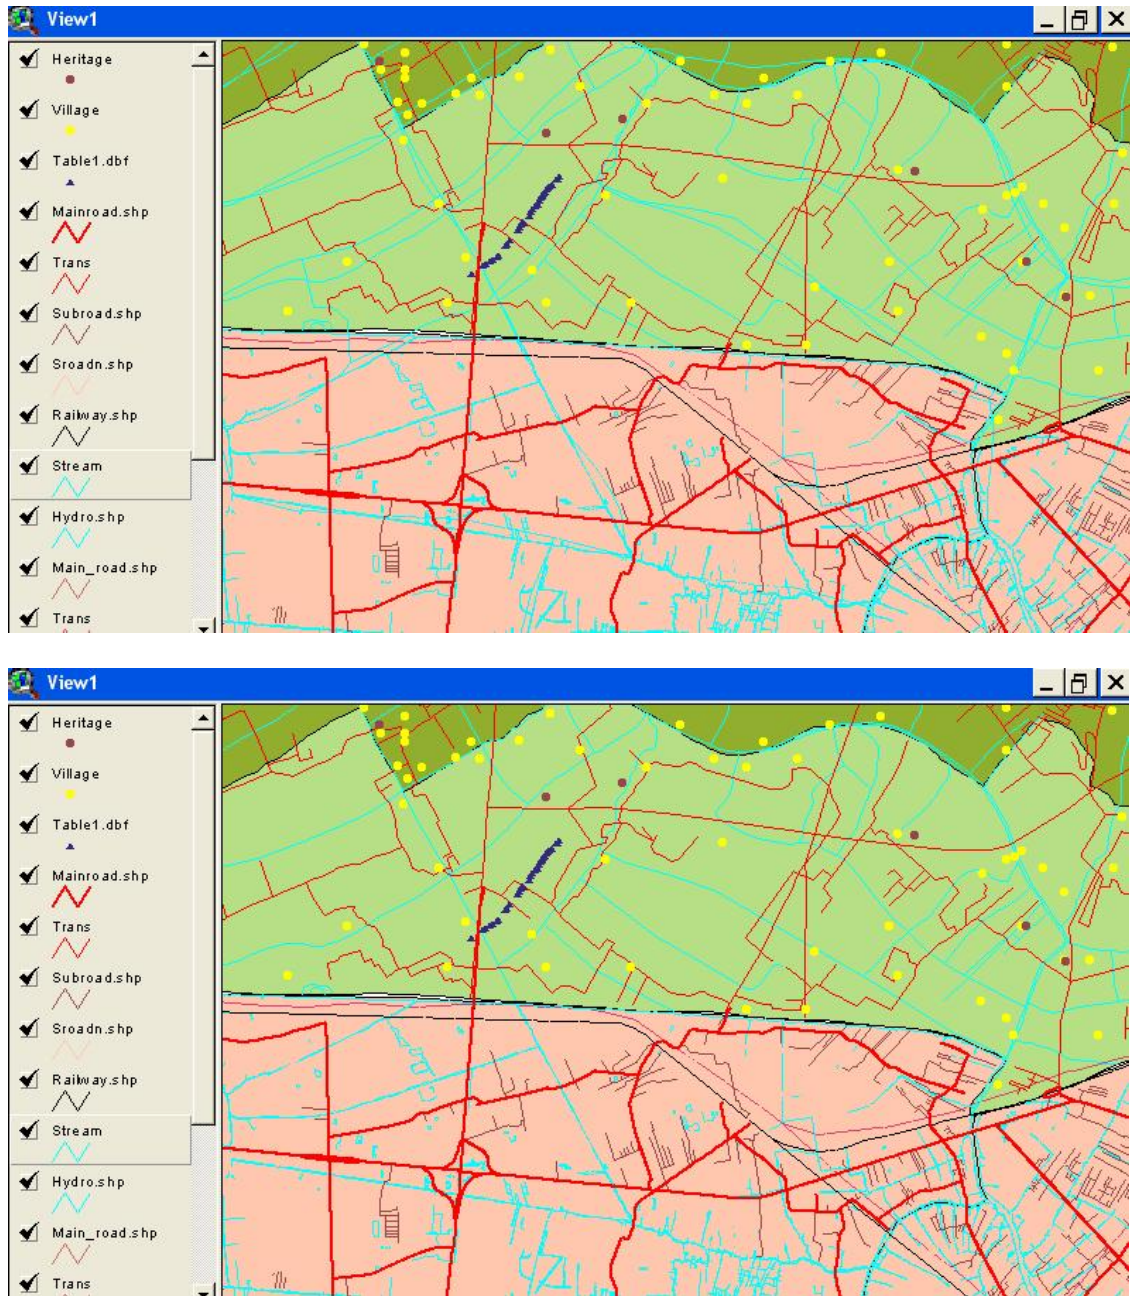 View1
Heritage
Village
Table1.dbf
Mainroad.shp
Trans
Subroad.shp
Sroadn.shp
Railway.shp
Stream
Hydro.shp
Main_road.shp
Trans
View1
Heritage
Village
Table1.dbf
Mainroad.shp
Trans
Subroad.shp
Sroadn.shp
Railway.shp
Stream
Hydro.shp
Main_road.shp
Trans